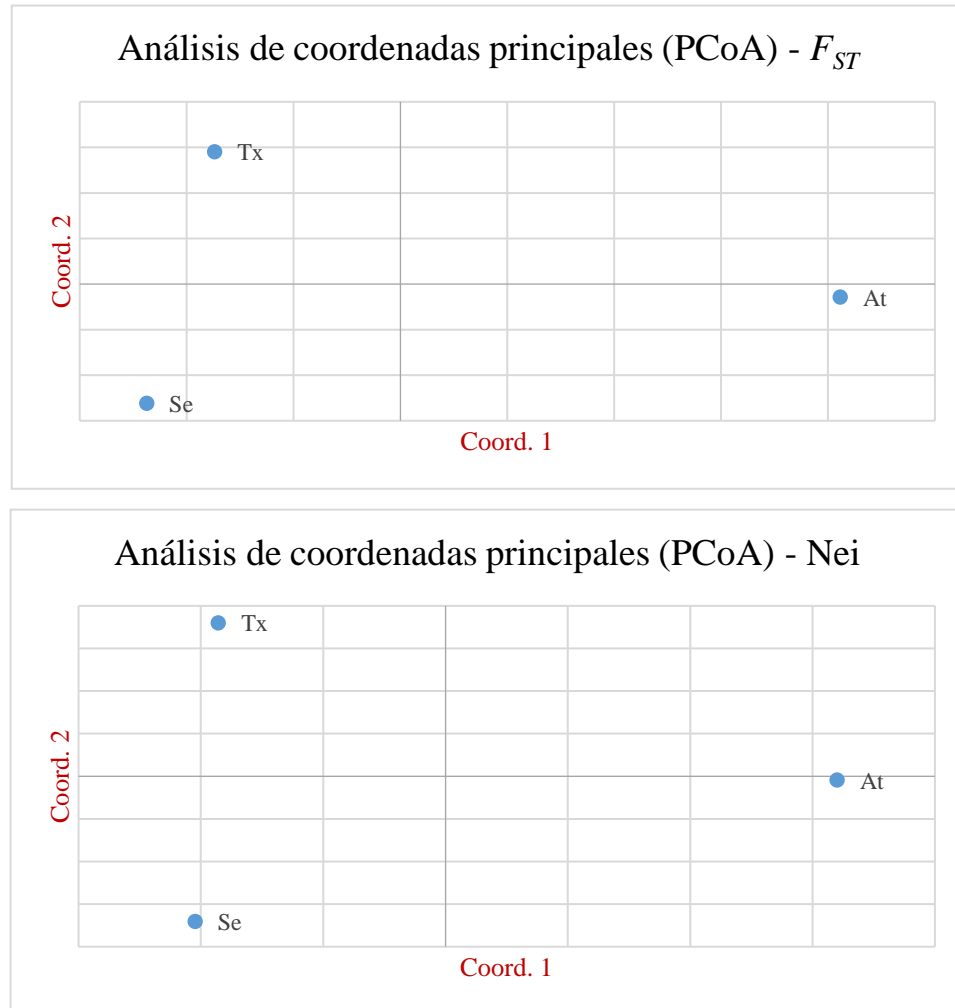 Análisis de coordenadas principales (PCoA) - FST
Tx
Coord. 2
At
Se
Coord. 1
Análisis de coordenadas principales (PCoA) - Nei
Tx
Coord. 2
At
Se
Coord. 1